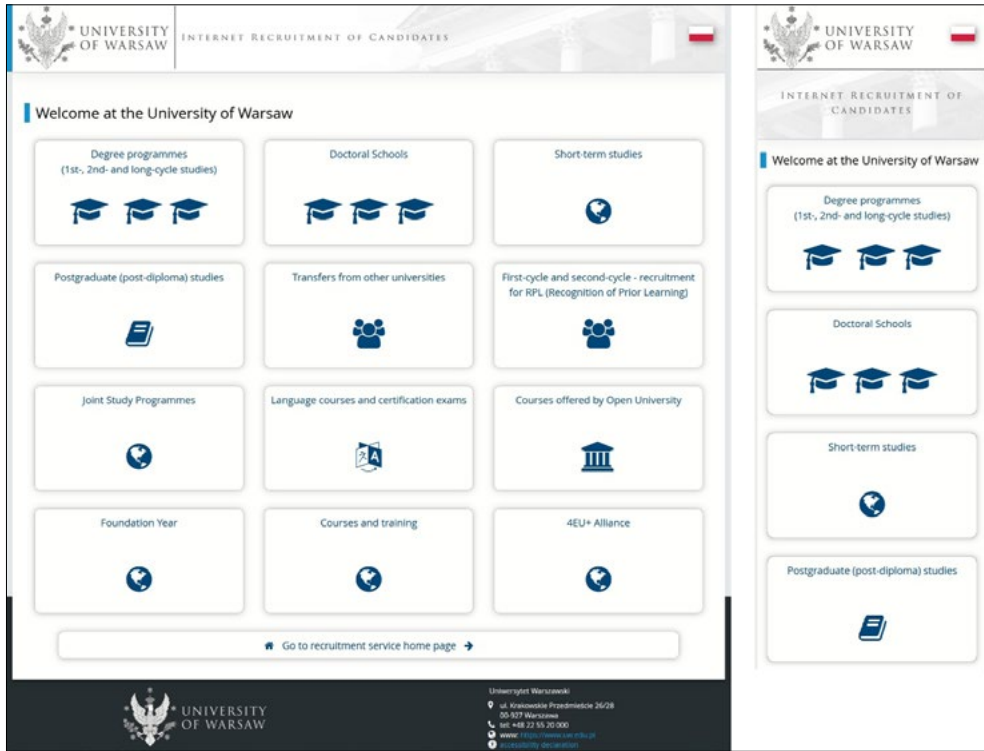 UNIVERSITY
OF WARSAW
INTERNET RECRUITMENT OF CANDIDATES
Welcome at the University of Warsaw
Degree programmes
(1st-, 2nd- and long-cycle studies)
Doctoral Schools
Short-term studies
Postgraduate (post-diploma) studies
Transfers from other universities
First-cycle and second-cycle - recruitment
for RPL (Recognition of Prior Learning)
Joint Study Programmes
Language courses and certification exams
A
Courses offered by Open University
Foundation Year
Courses and training
4EU+ Alliance
Go to recruitment service home page
UNIVERSITY
OF WARSAW
Uniwersytet Warszawski
ul. Krakowskie Przedmieście 26/28
00-927 Warszawa
tel: +48 22 55 20 000
www: https://www.uw.edu.pl
accessibility declaration
UNIVERSITY
OF WARSAW
INTERNET RECRUITMENT OF
CANDIDATES
Welcome at the University of Warsaw
Degree programmes
(1st-, 2nd- and long-cycle studies)
Doctoral Schools
Short-term studies
Postgraduate (post-diploma) studies